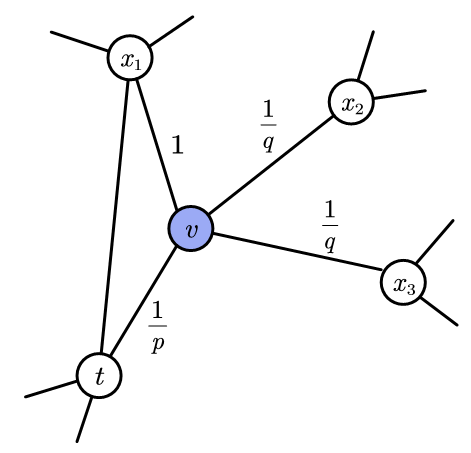 x₁
x₂
1
1/q
v
1/q
x₃
1/p
t